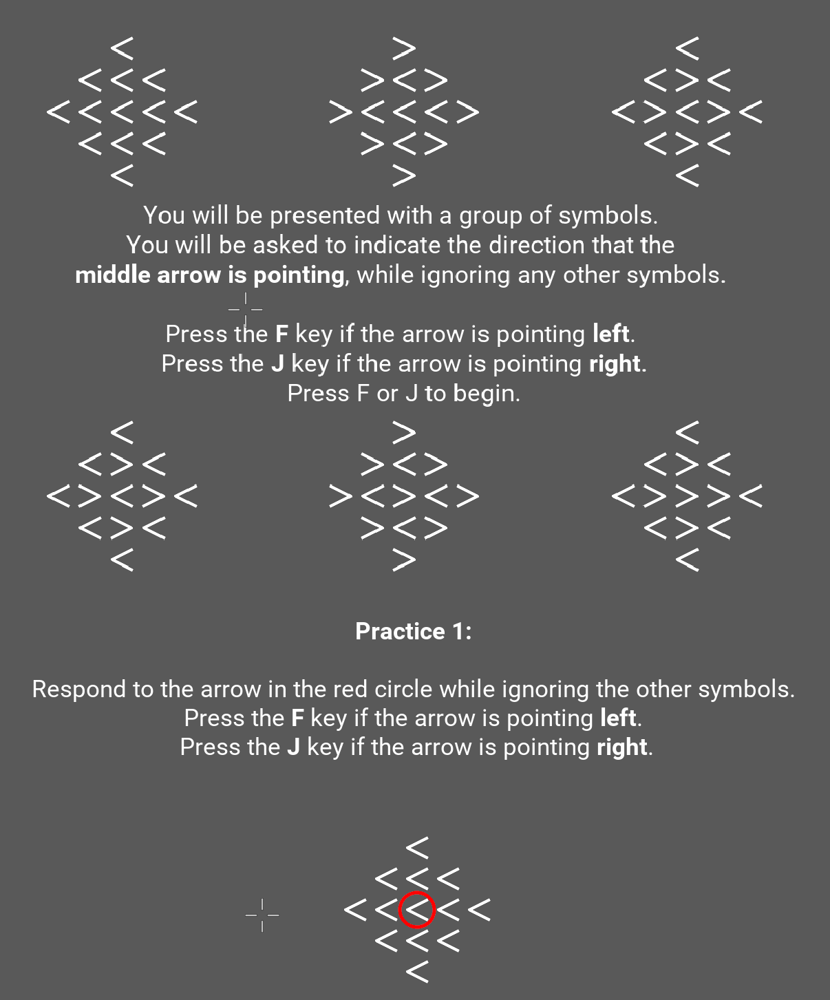 <       >       <
< < <       > < >       < > <
< < < < <       > < < < >       < > < > <
< < <       > < >       < > <
<       >       <
You will be presented with a group of symbols.
You will be asked to indicate the direction that the
middle arrow is pointing, while ignoring any other symbols.
Press the F key if the arrow is pointing left.
Press the J key if the arrow is pointing right.
Press F or J to begin.
<       >       <
< > <       > < >       < > <
< > < > <       > < > < >       < > > > <
< > <       > < >       < > <
<       >       <
Practice 1:
Respond to the arrow in the red circle while ignoring the other symbols.
Press the F key if the arrow is pointing left.
Press the J key if the arrow is pointing right.
<
< < <
< < < < <
< < <
<